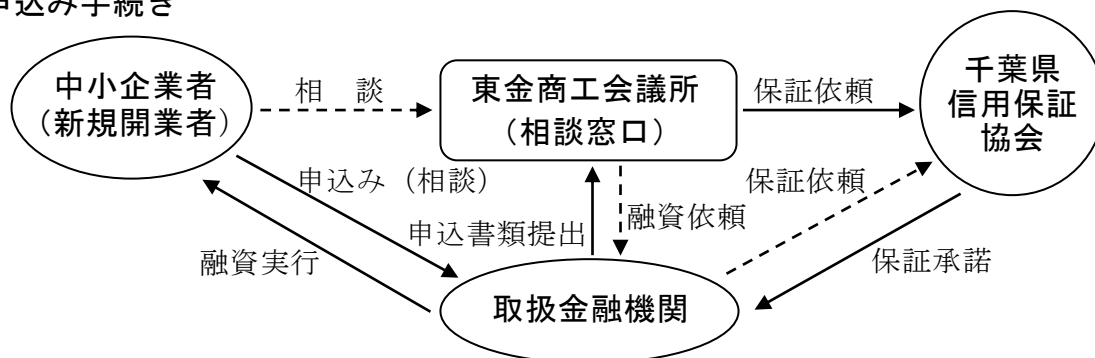 申込み手続き
中小企業者
（新規開業者）
相　談
東金商工会議所
（相談窓口）
保証依頼
千葉県
信用保証
協会
申込み（相談）
保証依頼
申込書類提出
融資依頼
融資実行
保証承諾
取扱金融機関